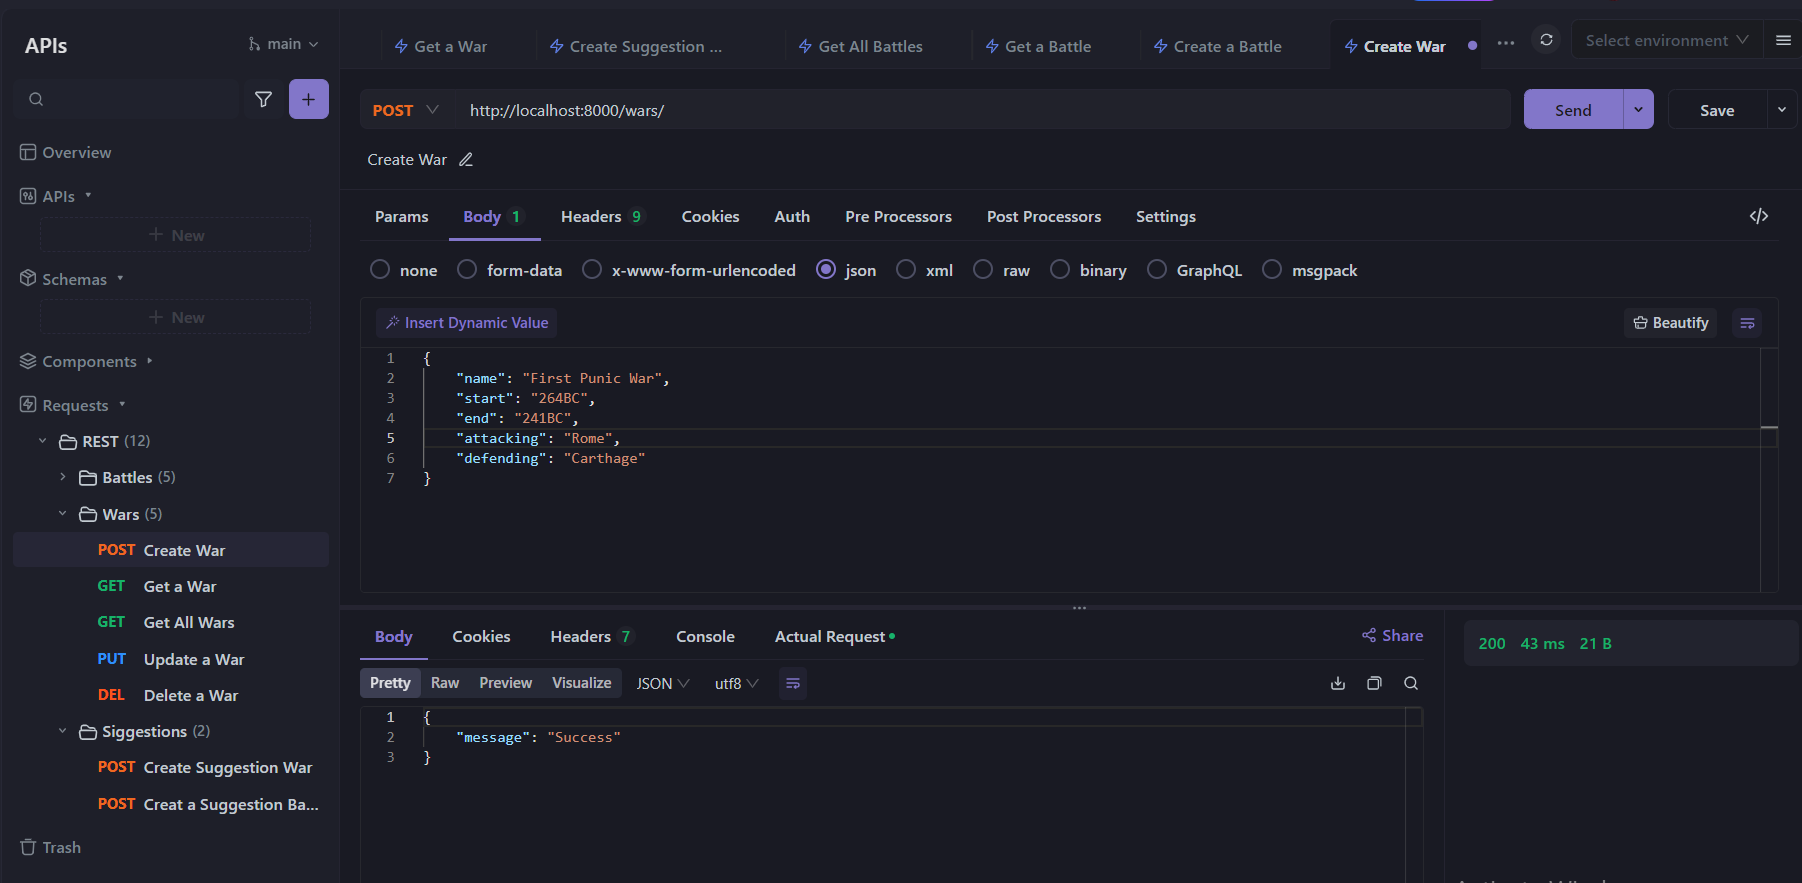 APIs
main
Get a War
Create Suggestion ...
Get All Battles
Get a Battle
Create a Battle
Create War
Select environment
Overview
APIs
New
Schemas
New
Components
Requests
REST (12)
Battles (5)
Wars (5)
POST Create War
GET Get a War
GET Get All Wars
PUT Update a War
DEL Delete a War
Siggestions (2)
POST Create Suggestion War
POST Creat a Suggestion Ba...
Trash
POST http://localhost:8000/wars/
Send
Save
Create War
Params Body 1 Headers 9 Cookies Auth Pre Processors Post Processors Settings
none form-data x-www-form-urlencoded json xml raw binary GraphQL msgpack
Insert Dynamic Value
Beautify
1 {
2 "name": "First Punic War",
3 "start": "264BC",
4 "end": "241BC",
5 "attacking": "Rome",
6 "defending": "Carthage"
7 }
Body Cookies Headers 7 Console Actual Request
Share
200 43 ms 21 B
Pretty Raw Preview Visualize JSON utf8
1 {
2 "message": "Success"
3 }